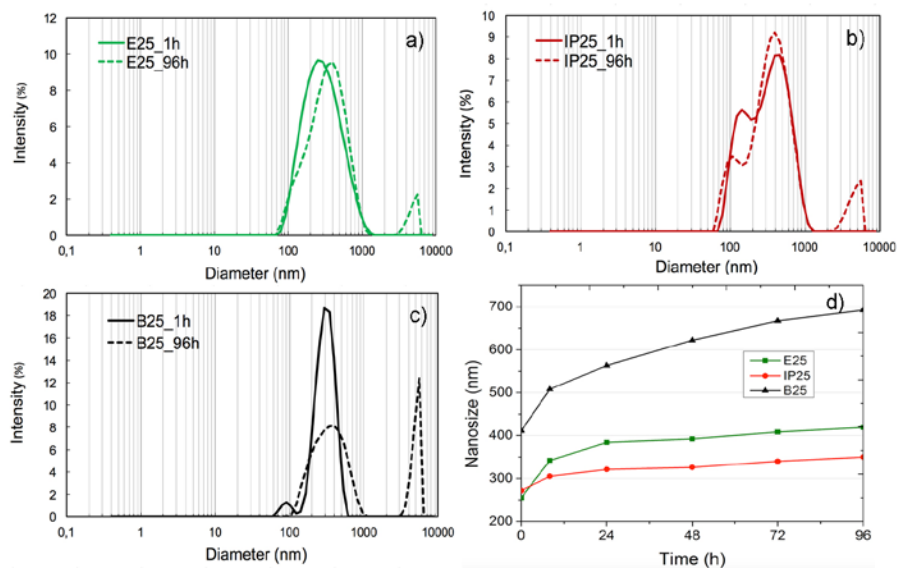 a)
E25_1h
E25_96h
Intensity (%)
12
10
8
6
4
2
0
0,1 1 10 100 1000 10000
Diameter (nm)
b)
IP25_1h
IP25_96h
Intensity (%)
10
9
8
7
6
5
4
3
2
1
0
0,1 1 10 100 1000 10000
Diameter (nm)
c)
B25_1h
B25_96h
Intensity (%)
20
18
16
14
12
10
8
6
4
2
0
0,1 1 10 100 1000 10000
Diameter (nm)
d)
E25
IP25
B25
Nanosize (nm)
700
600
500
400
300
200
0 24 48 72 96
Time (h)